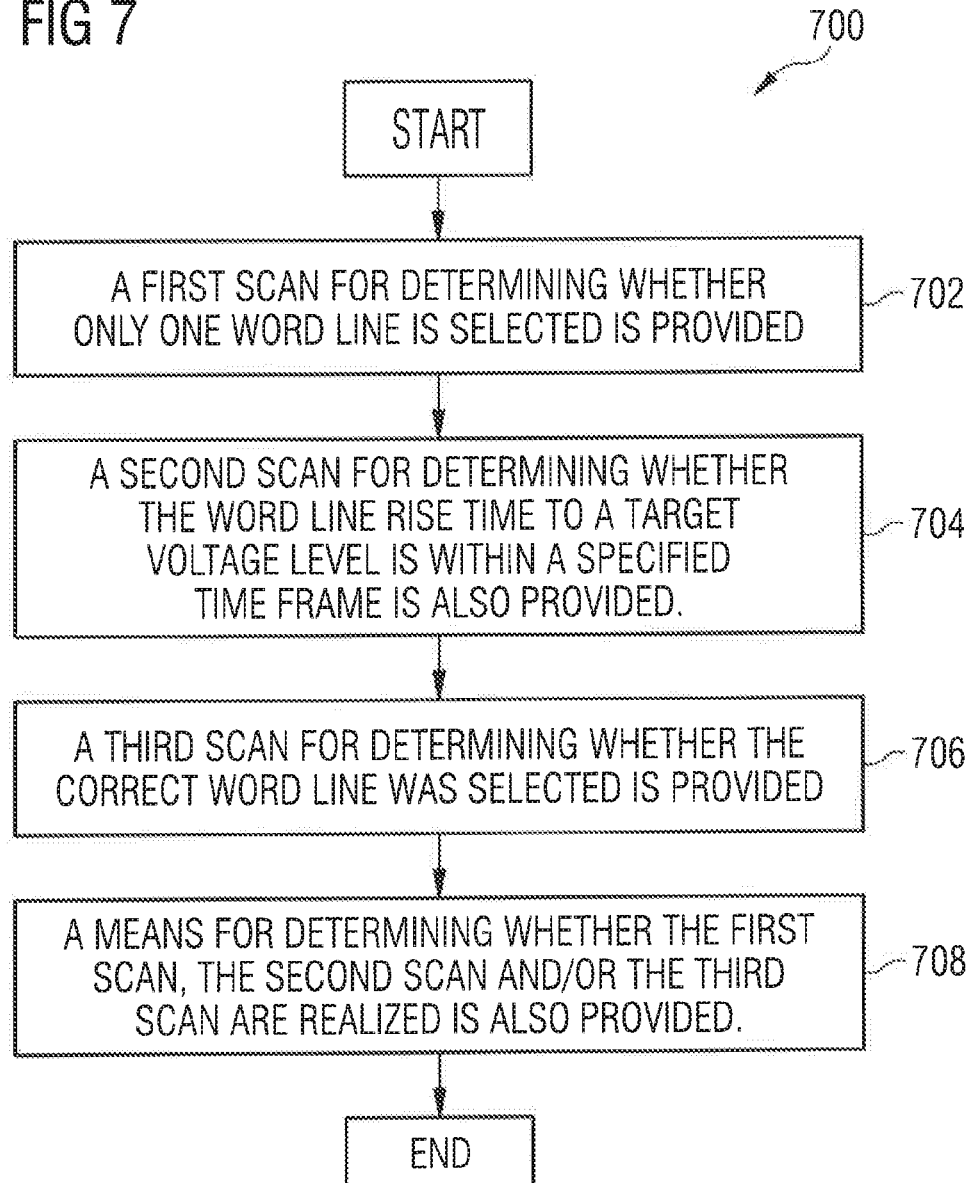 FIG 7
700
START
A FIRST SCAN FOR DETERMINING WHETHER
ONLY ONE WORD LINE IS SELECTED IS PROVIDED
702
A SECOND SCAN FOR DETERMINING WHETHER
THE WORD LINE RISE TIME TO A TARGET
VOLTAGE LEVEL IS WITHIN A SPECIFIED
TIME FRAME IS ALSO PROVIDED.
704
A THIRD SCAN FOR DETERMINING WHETHER THE
CORRECT WORD LINE WAS SELECTED IS PROVIDED
706
A MEANS FOR DETERMINING WHETHER THE FIRST
SCAN, THE SECOND SCAN AND/OR THE THIRD
SCAN ARE REALIZED IS ALSO PROVIDED.
708
END